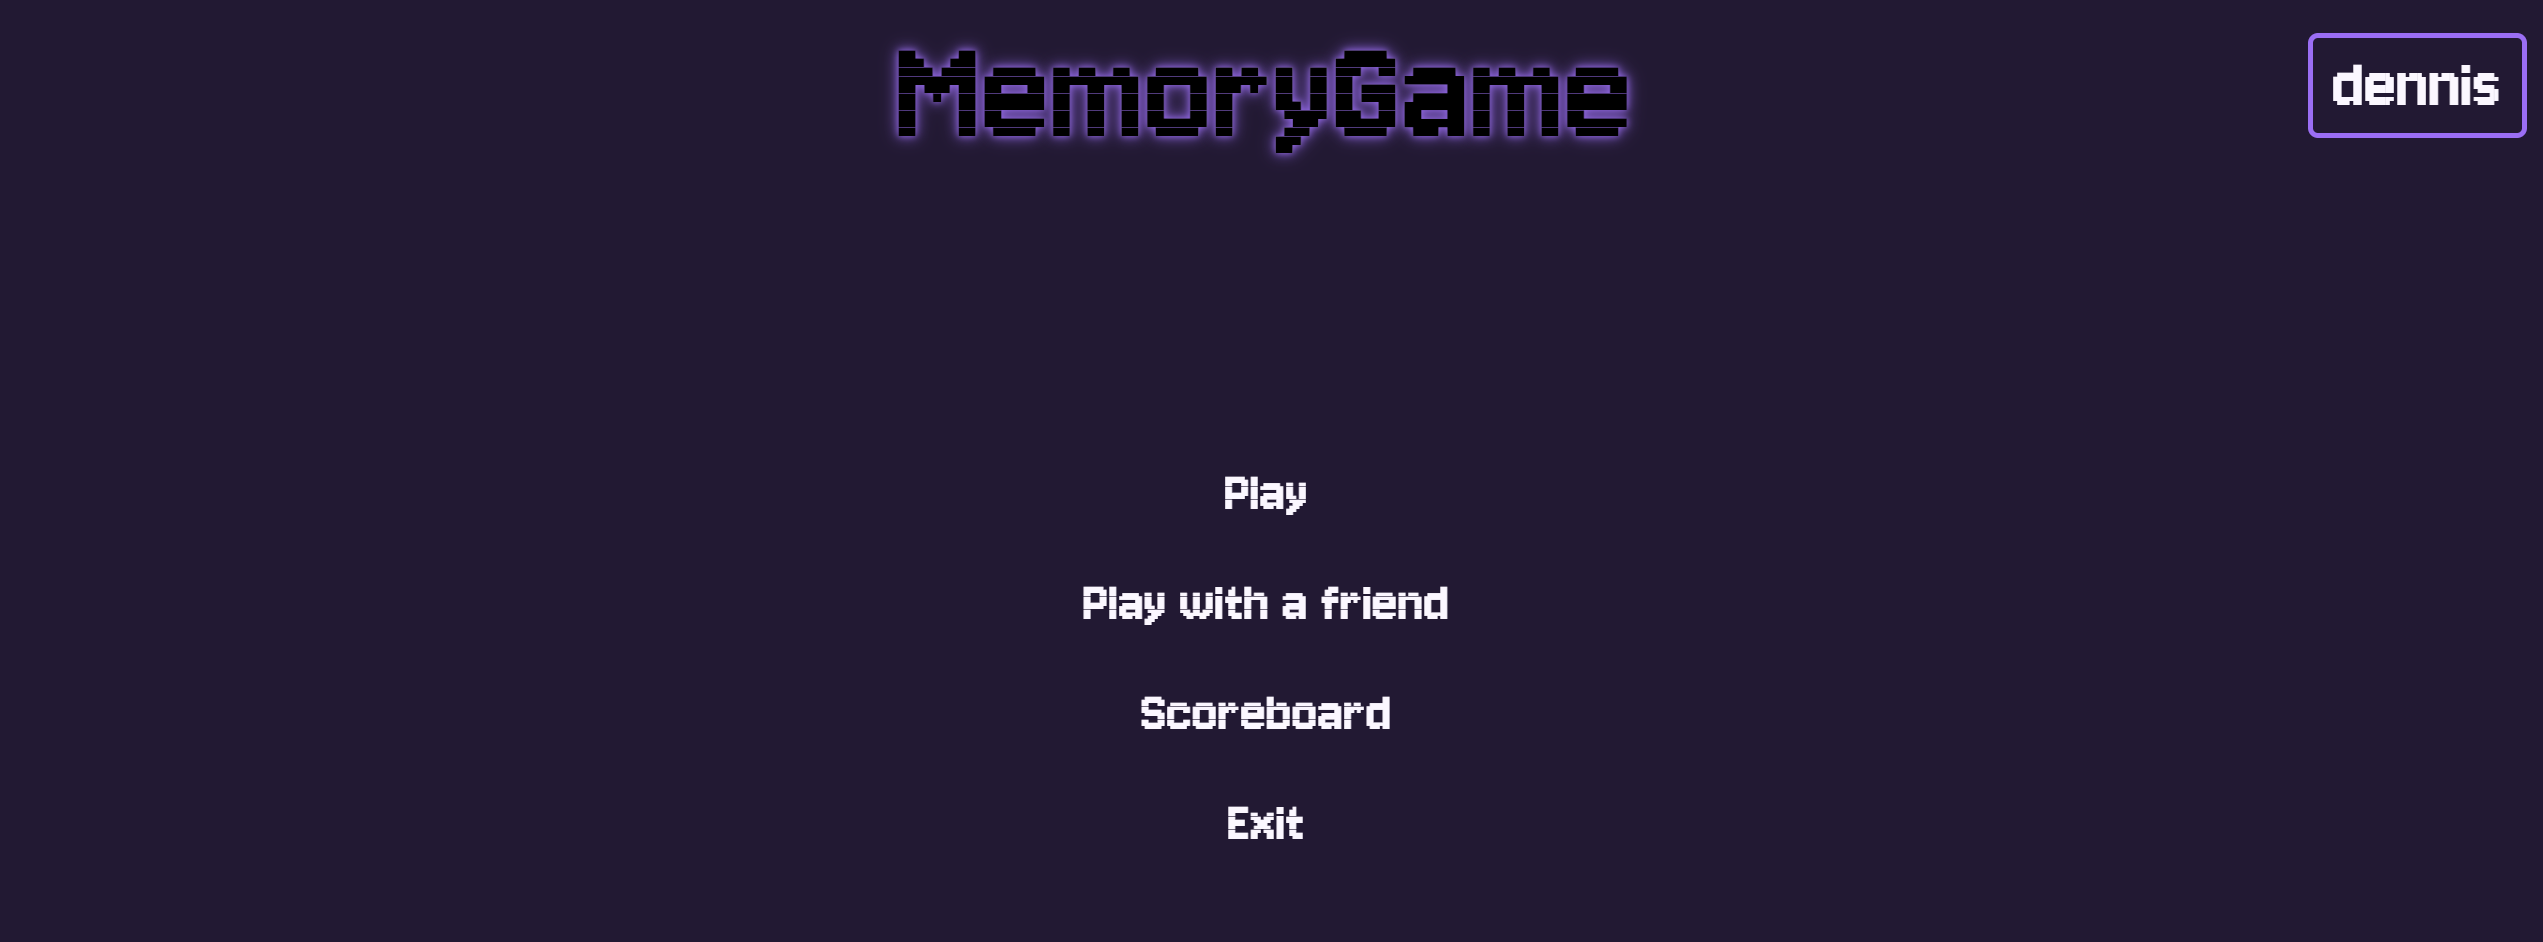 MemoryGame
dennis
Play
Play with a friend
Scoreboard
Exit